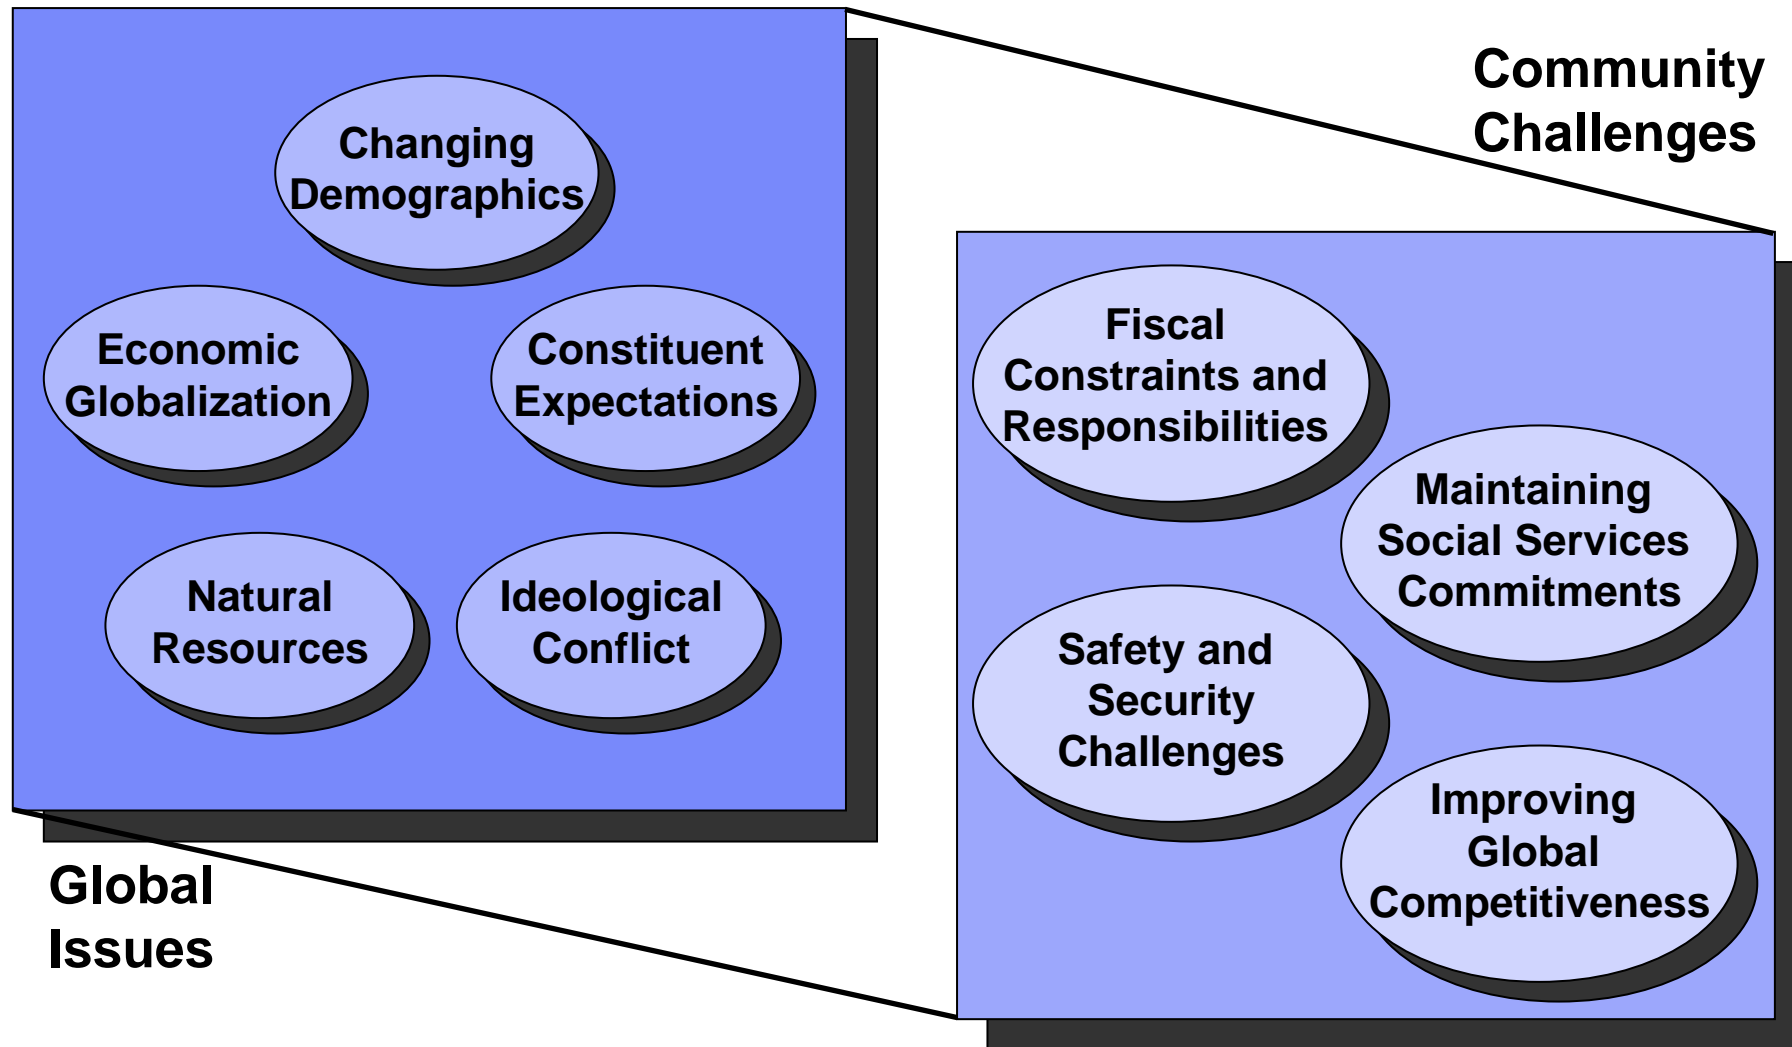 Changing
Demographics
Economic
Globalization
Constituent
Expectations
Natural
Resources
Ideological
Conflict
Global
Issues
Community
Challenges
Fiscal
Constraints and
Responsibilities
Maintaining
Social Services
Commitments
Safety and
Security
Challenges
Improving
Global
Competitiveness